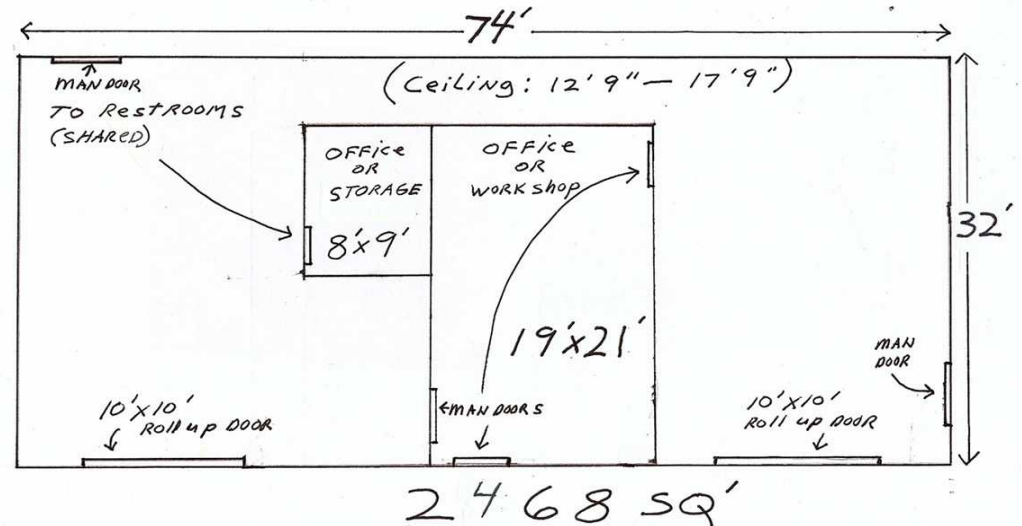 74'
(Ceiling: 12'9" — 17'9")
MAN DOOR
TO RESTROOMS
(SHARED)
OFFICE
OR
STORAGE
8'x9'
OFFICE
OR
WORKSHOP
19'x21'
32'
MAN
DOOR
10'x10'
Roll up DOOR
MAN DOORS
10'x10'
Roll up DOOR
2468 SQ'